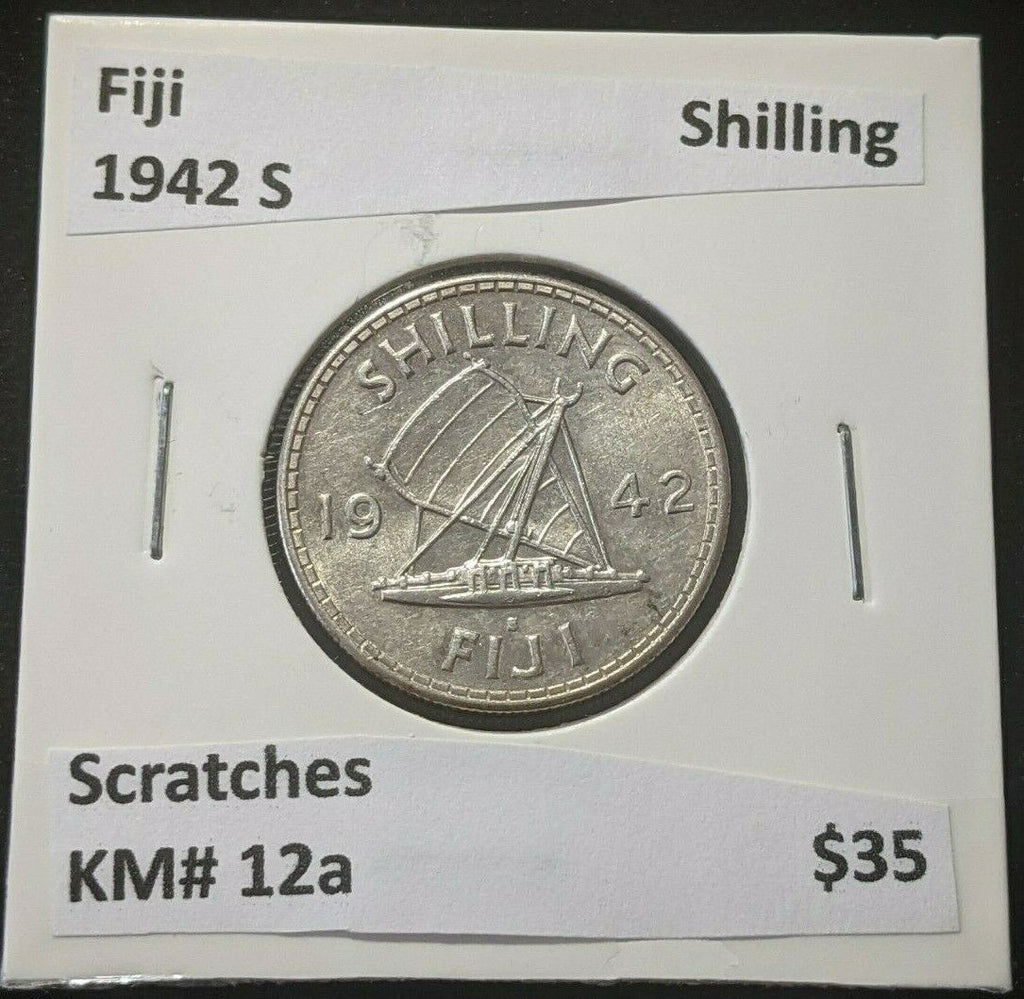 Fiji
Shilling
1942 S
SHILLING
19 42
S
FIJI
Scratches
KM# 12a
$35